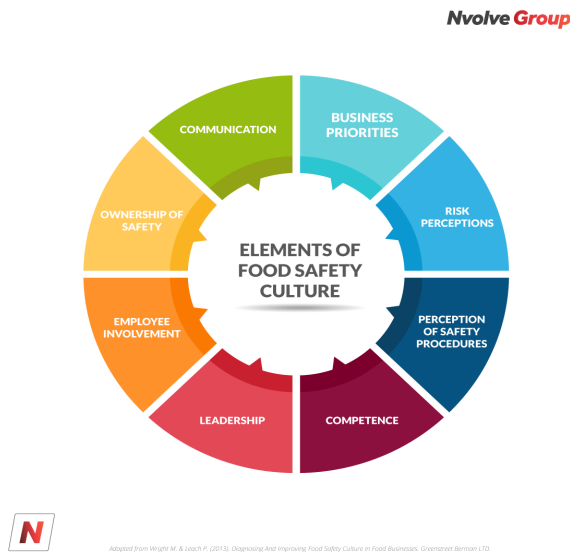 Nvolve Group
COMMUNICATION
BUSINESS
PRIORITIES
OWNERSHIP OF
SAFETY
RISK
PERCEPTIONS
ELEMENTS OF
FOOD SAFETY
CULTURE
EMPLOYEE
INVOLVEMENT
PERCEPTION
OF SAFETY
PROCEDURES
LEADERSHIP
COMPETENCE
N
Adapted from Wright M. & Leach P. (2013). Diagnosing And Improving Food Safety Culture in Food Businesses. Greenstreet Berman LTD.